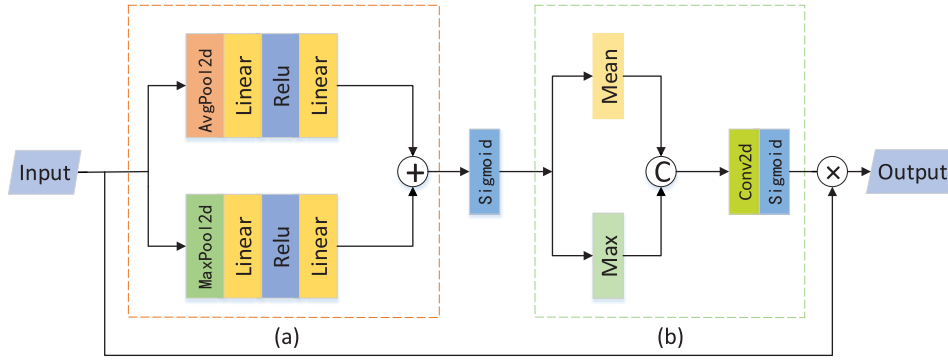 Input
AvgPool2d
Linear
Relu
Linear
MaxPool2d
Linear
Relu
Linear
+
Sigmoid
Mean
Max
C
Conv2d
Sigmoid
×
Output
(a)
(b)